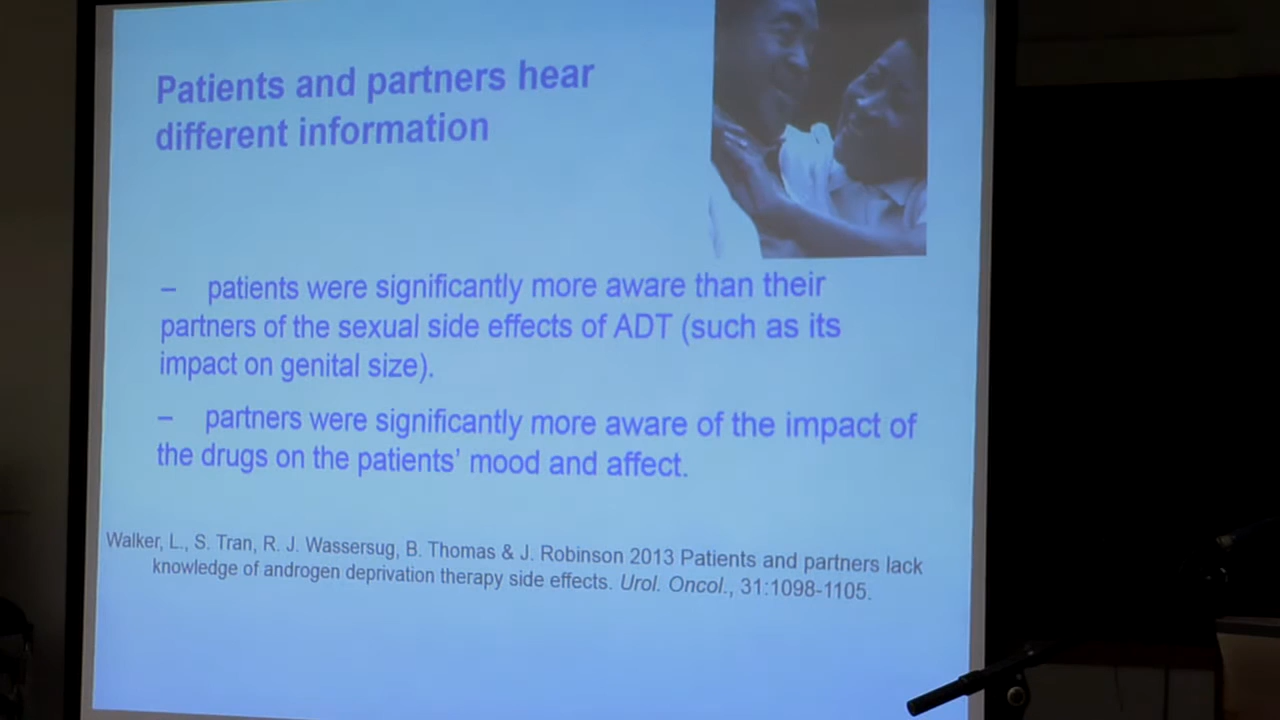 Patients and partners hear
different information
– patients were significantly more aware than their
partners of the sexual side effects of ADT (such as its
impact on genital size).
– partners were significantly more aware of the impact of
the drugs on the patients' mood and affect.
Walker, L., S. Tran, R. J. Wassersug, B. Thomas & J. Robinson 2013 Patients and partners lack
knowledge of androgen deprivation therapy side effects. Urol. Oncol., 31:1098-1105.